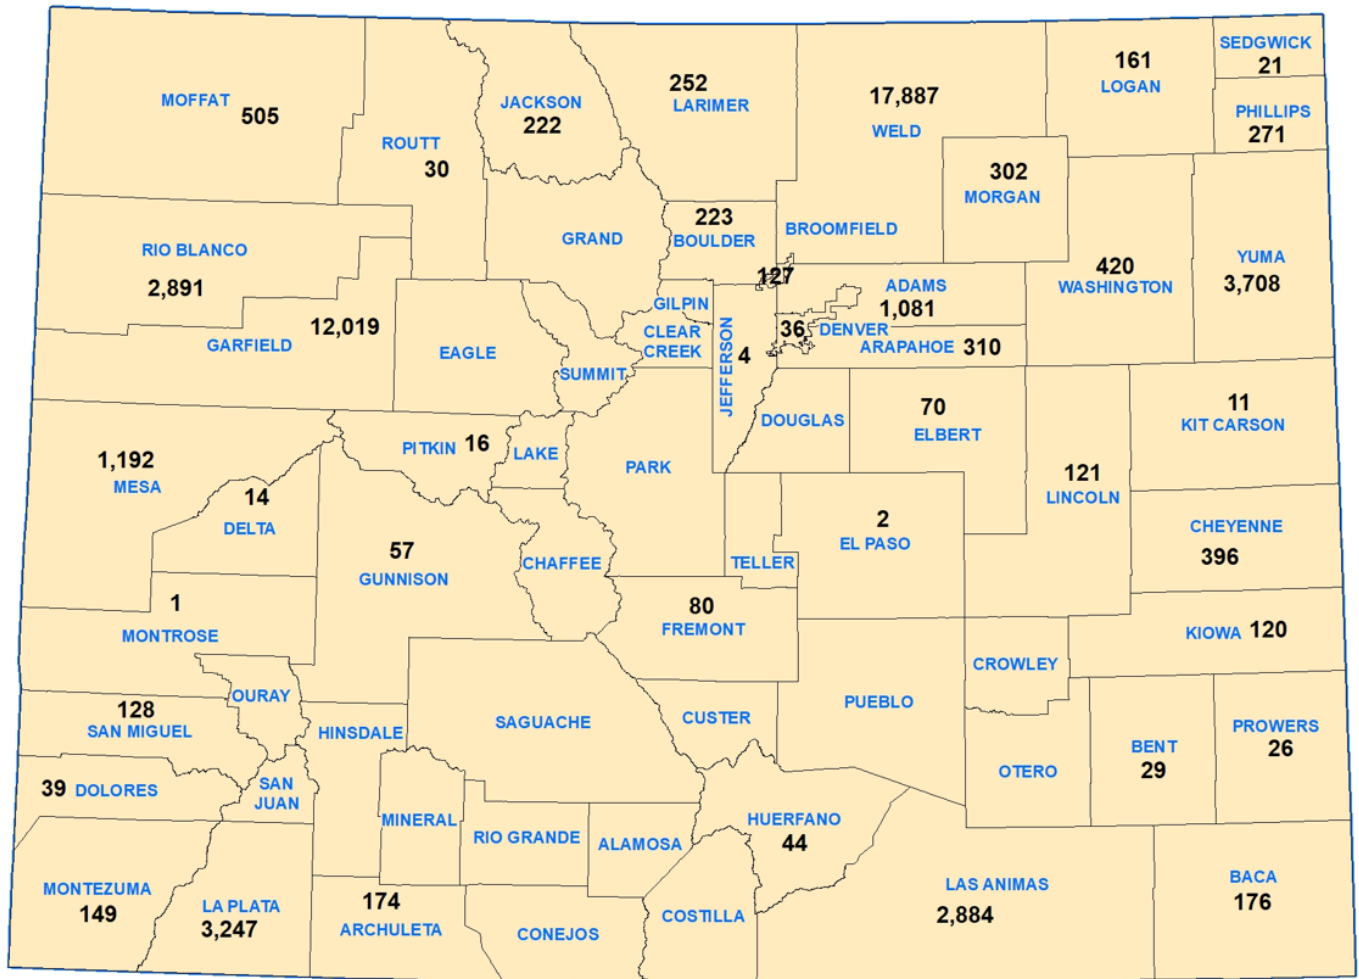 MOFFAT
505
ROUTT
30
JACKSON
222
252
LARIMER
17,887
WELD
161
LOGAN
SEDGWICK
21
PHILLIPS
271
302
MORGAN
RIO BLANCO
2,891
GRAND
223
BOULDER
BROOMFIELD
127
ADAMS
1,081
420
WASHINGTON
YUMA
3,708
12,019
GARFIELD
EAGLE
SUMMIT
GILPIN
CLEAR
CREEK
JEFFERSON
4
36
DENVER
ARAPAHOE 310
1,192
MESA
PITKIN 16
LAKE
PARK
DOUGLAS
70
ELBERT
121
LINCOLN
11
KIT CARSON
14
DELTA
57
GUNNISON
CHAFFEE
TELLER
2
EL PASO
CHEYENNE
396
1
MONTROSE
80
FREMONT
KIOWA 120
OURAY
CROWLEY
128
SAN MIGUEL
HINSDALE
SAGUACHE
CUSTER
PUEBLO
OTERO
BENT
29
PROWERS
26
39 DOLORES
SAN
JUAN
MINERAL
RIO GRANDE
ALAMOSA
HUERFANO
44
MONTEZUMA
149
LA PLATA
3,247
174
ARCHULETA
CONEJOS
COSTILLA
LAS ANIMAS
2,884
BACA
176